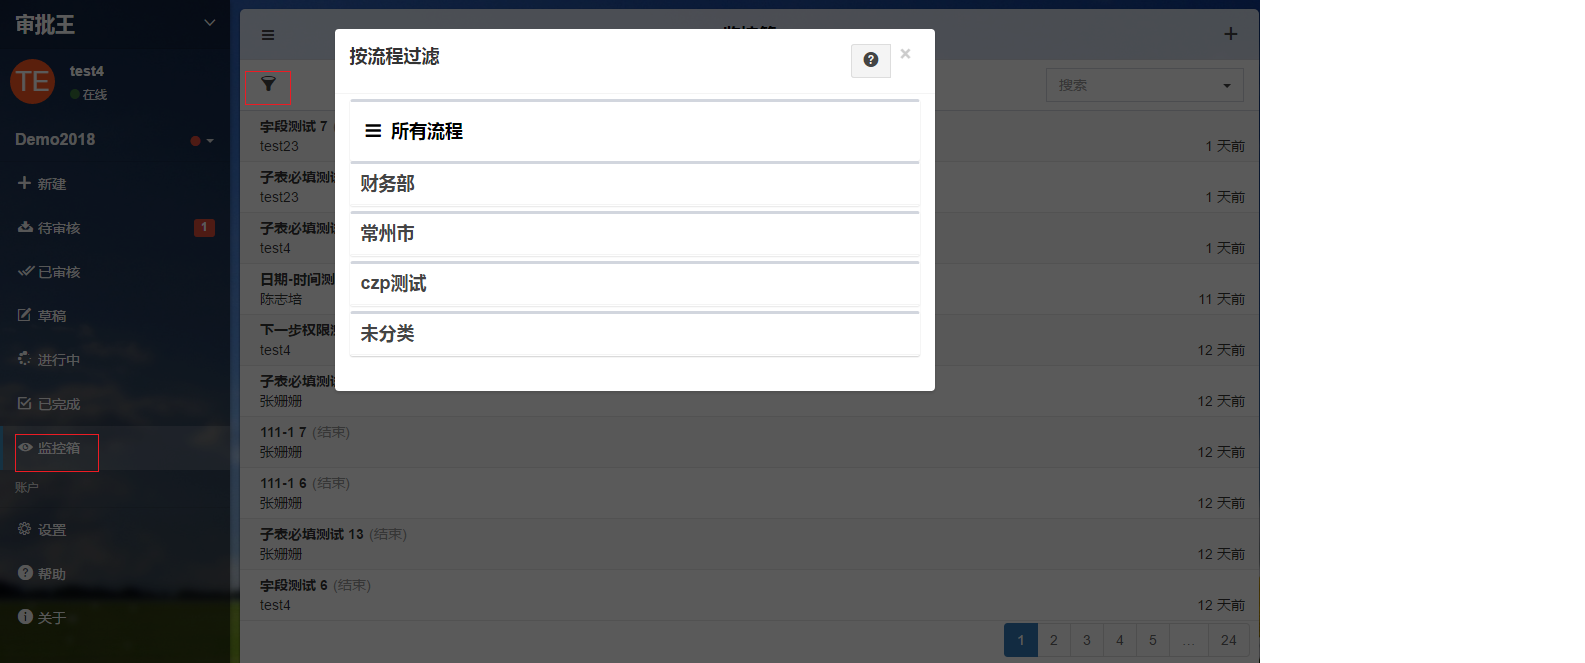 审批王
TE
test4
在线
Demo2018
新建
待审核
1
已审核
草稿
进行中
已完成
监控箱
账户
设置
帮助
关于
按流程过滤
×
所有流程
财务部
常州市
czp测试
未分类
搜索
字段测试 7
test23
1 天前
子表必填测试
test23
1 天前
子表必填测试
test4
1 天前
日期-时间测
陈志培
11 天前
下一步权限
test4
12 天前
子表必填测试
张姗姗
12 天前
111-1 7 (结束)
张姗姗
12 天前
111-1 6 (结束)
张姗姗
12 天前
子表必填测试 13 (结束)
张姗姗
12 天前
字段测试 6 (结束)
test4
12 天前
1 2 3 4 5 ... 24